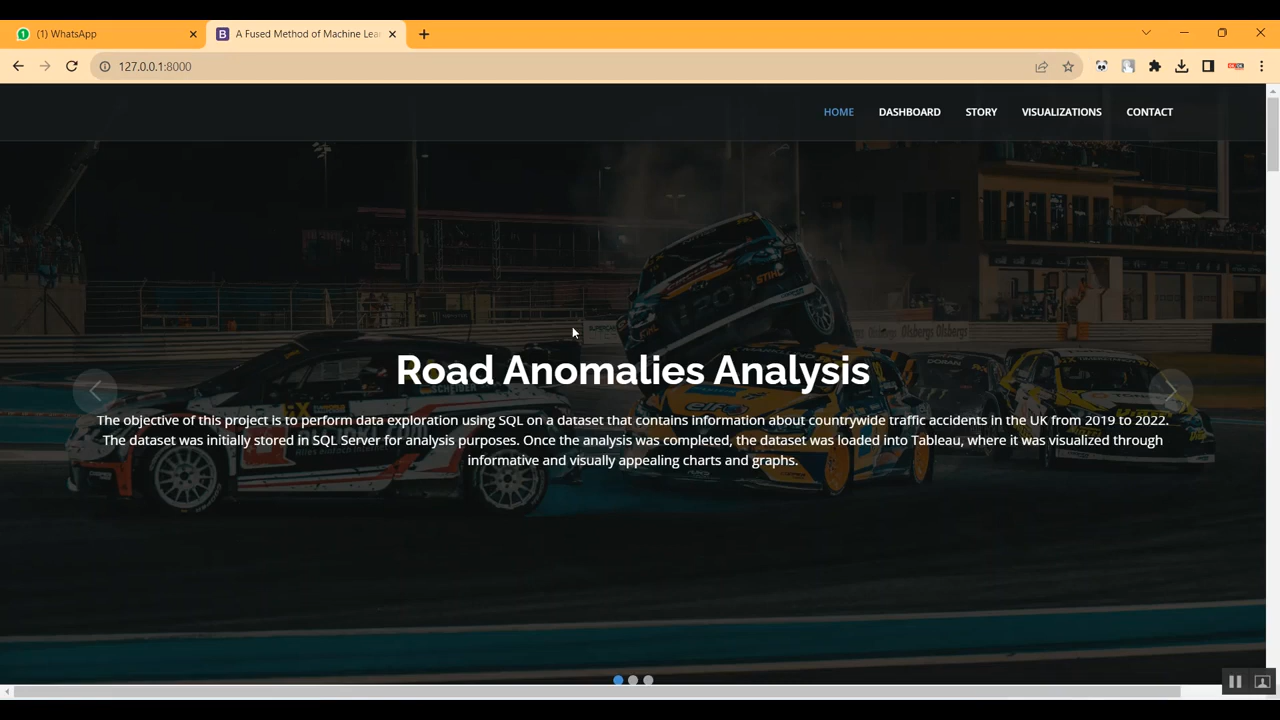 (1) WhatsApp
A Fused Method of Machine Lea
127.0.0.1:8000
HOME DASHBOARD STORY VISUALIZATIONS CONTACT
Road Anomalies Analysis
The objective of this project is to perform data exploration using SQL on a dataset that contains information about countrywide traffic accidents in the UK from 2019 to 2022.
The dataset was initially stored in SQL Server for analysis purposes. Once the analysis was completed, the dataset was loaded into Tableau, where it was visualized through
informative and visually appealing charts and graphs.